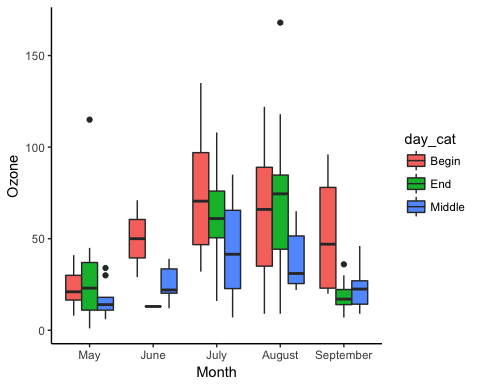 150
100
50
0
Ozone
May June July August September
Month
day_cat
Begin
End
Middle